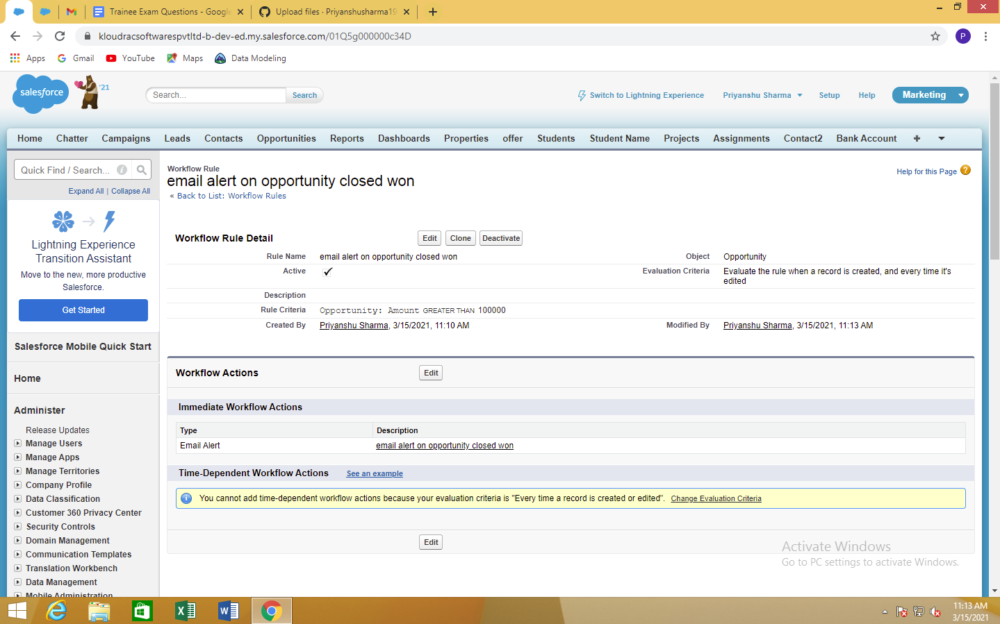 Trainee Exam Questions - Google
Upload files · Priyanshusharma19
kloudracsoftwarespvtltd-b-dev-ed.my.salesforce.com/01Q5g000000c34D
P
Apps
Gmail
YouTube
Maps
Data Modeling
salesforce
'21
Search...
Search
Switch to Lightning Experience
Priyanshu Sharma
Setup
Help
Marketing
Home
Chatter
Campaigns
Leads
Contacts
Opportunities
Reports
Dashboards
Properties
offer
Students
Student Name
Projects
Assignments
Contact2
Bank Account
Quick Find / Search...
Expand All | Collapse All
Lightning Experience
Transition Assistant
Move to the new, more productive
Salesforce.
Get Started
Salesforce Mobile Quick Start
Home
Administer
Release Updates
Manage Users
Manage Apps
Manage Territories
Company Profile
Data Classification
Customer 360 Privacy Center
Security Controls
Domain Management
Communication Templates
Translation Workbench
Data Management
Mobile Administration
Workflow Rule
email alert on opportunity closed won
« Back to List: Workflow Rules
Help for this Page
Workflow Rule Detail
Edit
Clone
Deactivate
Rule Name email alert on opportunity closed won
Object Opportunity
Active
Evaluation Criteria Evaluate the rule when a record is created, and every time it's
edited
Description
Rule Criteria Opportunity: Amount GREATER THAN 100000
Created By Priyanshu Sharma, 3/15/2021, 11:10 AM
Modified By Priyanshu Sharma, 3/15/2021, 11:13 AM
Workflow Actions
Edit
Immediate Workflow Actions
Type Description
Email Alert email alert on opportunity closed won
Time-Dependent Workflow Actions See an example
You cannot add time-dependent workflow actions because your evaluation criteria is "Every time a record is created or edited". Change Evaluation Criteria
Edit
Activate Windows
Go to PC settings to activate Windows.
11:13 AM
3/15/2021